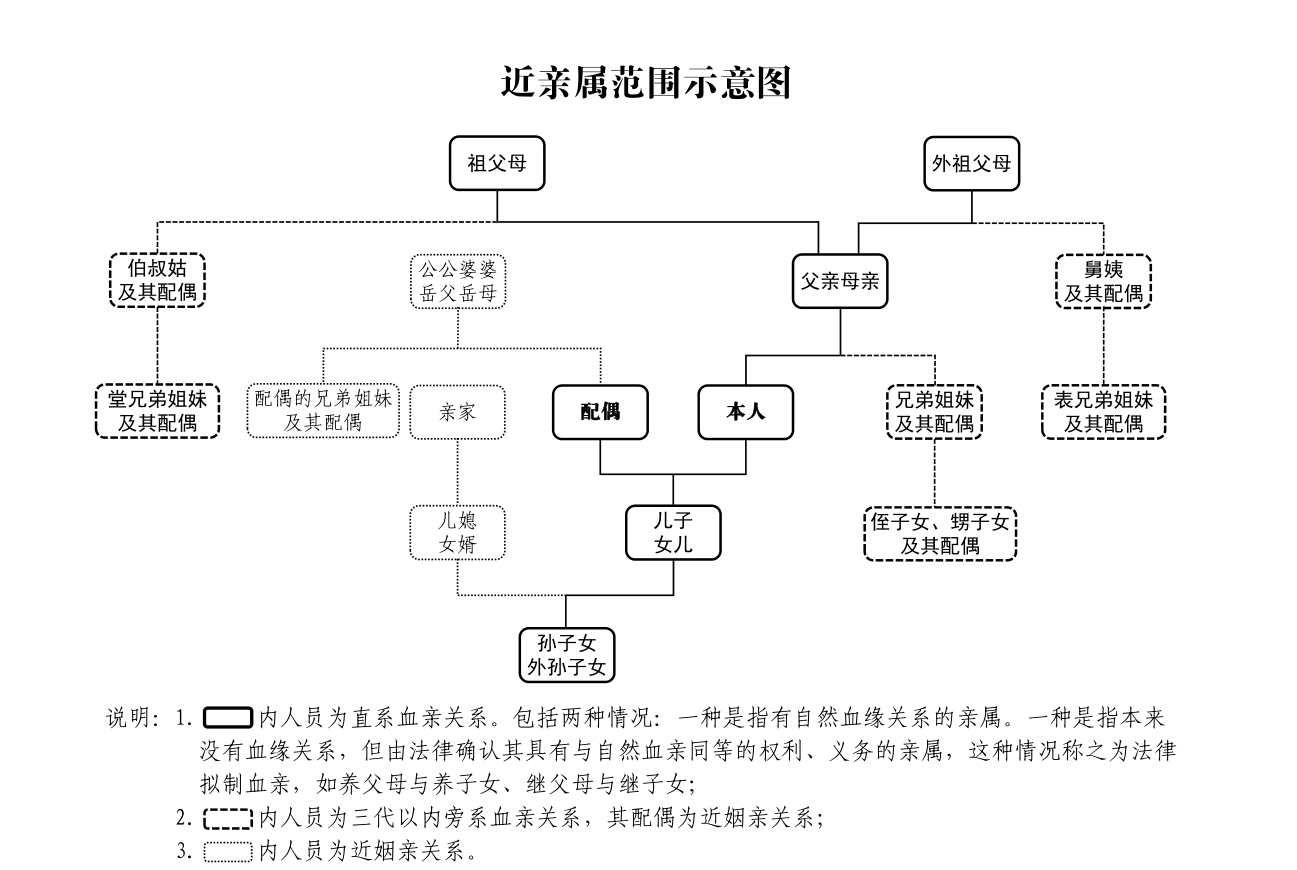 近亲属范围示意图
祖父母
外祖父母
伯叔姑
及其配偶
公公婆婆
岳父岳母
父亲母亲
舅姨
及其配偶
堂兄弟姐妹
及其配偶
配偶的兄弟姐妹
及其配偶
亲家
配偶
本人
兄弟姐妹
及其配偶
表兄弟姐妹
及其配偶
儿媳
女婿
儿子
女儿
侄子女、甥子女
及其配偶
孙子女
外孙子女
说明：1. 内人员为直系血亲关系。包括两种情况：一种是指有自然血缘关系的亲属。一种是指本来
没有血缘关系，但由法律确认其具有与自然血亲同等的权利、义务的亲属，这种情况称之为法律
拟制血亲，如养父母与养子女、继父母与继子女；
2. 内人员为三代以内旁系血亲关系，其配偶为近姻亲关系；
3. 内人员为近姻亲关系。